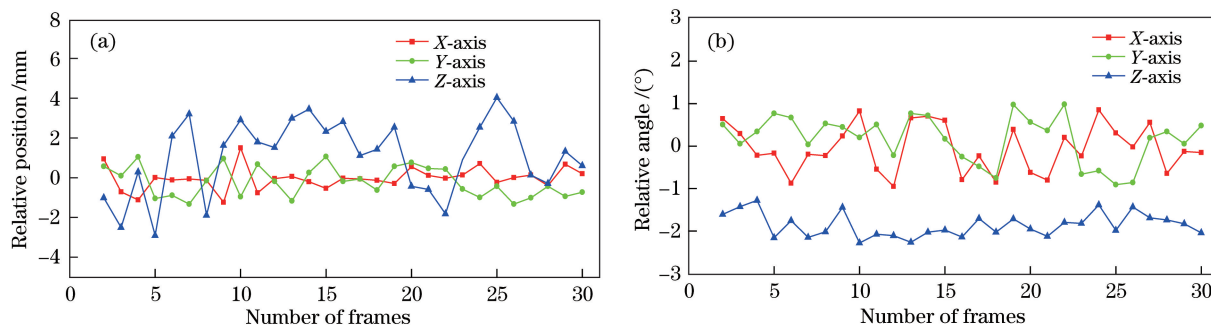 (a)
X-axis
Y-axis
Z-axis
Relative position /mm
8
6
4
2
0
−2
−4
0
5
10
15
20
25
30
Number of frames
(b)
X-axis
Y-axis
Z-axis
Relative angle /(°)
3
2
1
0
−1
−2
−3
0
5
10
15
20
25
30
Number of frames